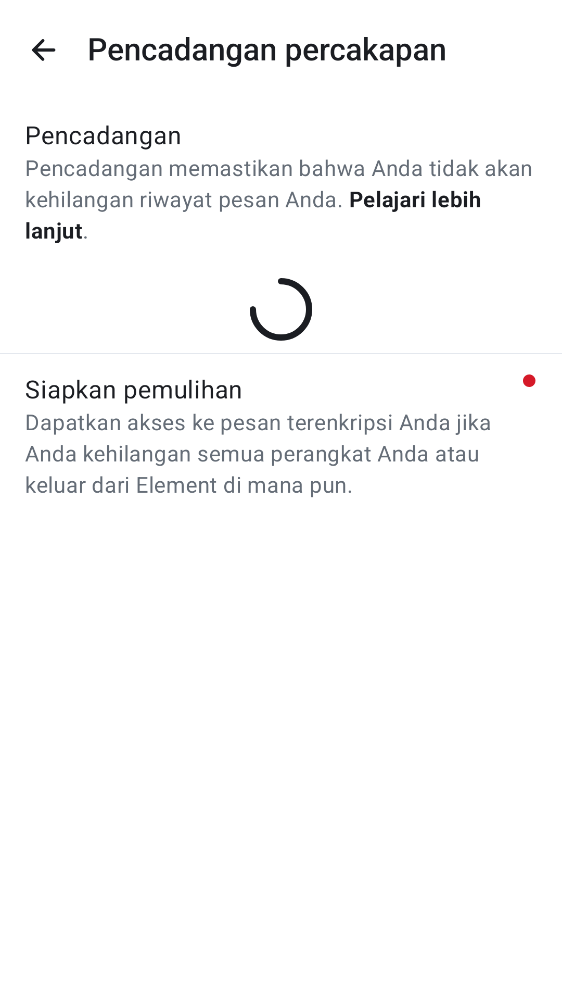 Pencadangan percakapan
Pencadangan
Pencadangan memastikan bahwa Anda tidak akan
kehilangan riwayat pesan Anda. Pelajari lebih
lanjut.
Siapkan pemulihan
Dapatkan akses ke pesan terenkripsi Anda jika
Anda kehilangan semua perangkat Anda atau
keluar dari Element di mana pun.